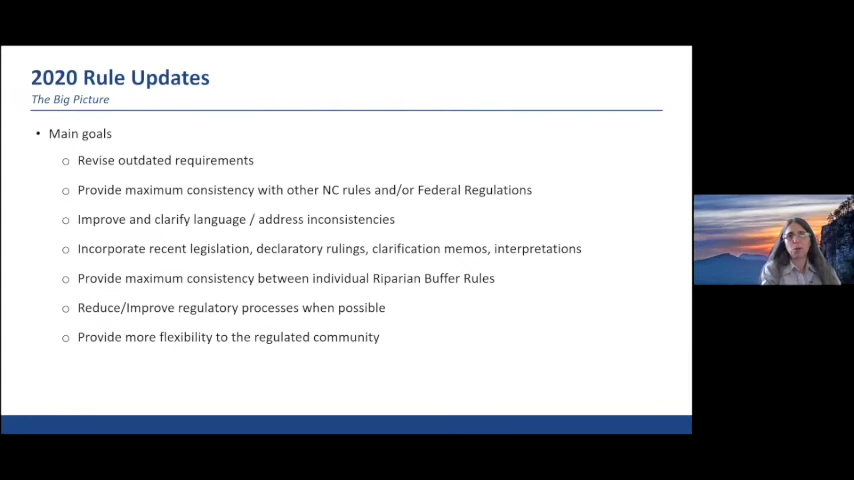 2020 Rule Updates
The Big Picture
• Main goals
o Revise outdated requirements
o Provide maximum consistency with other NC rules and/or Federal Regulations
o Improve and clarify language / address inconsistencies
o Incorporate recent legislation, declaratory rulings, clarification memos, interpretations
o Provide maximum consistency between individual Riparian Buffer Rules
o Reduce/Improve regulatory processes when possible
o Provide more flexibility to the regulated community